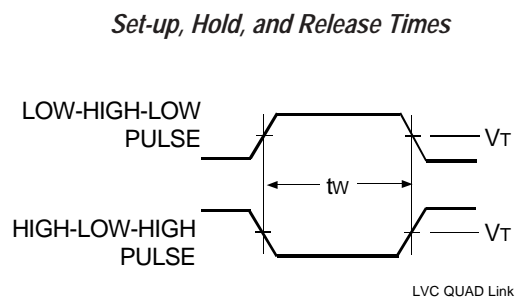 Set-up, Hold, and Release Times
LOW-HIGH-LOW
PULSE
VT
tw
HIGH-LOW-HIGH
PULSE
VT
LVC QUAD Link